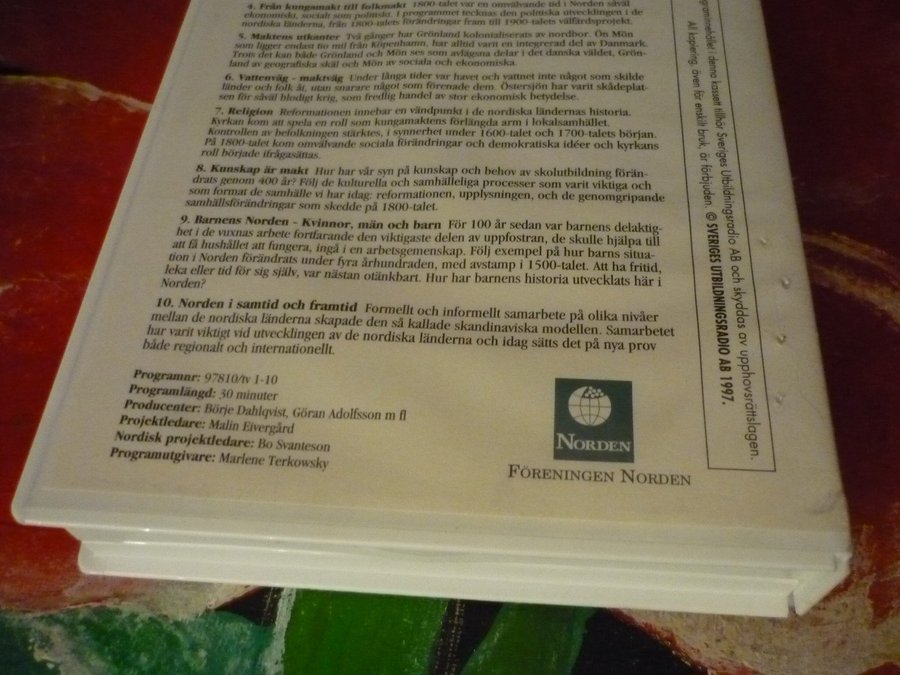 4. Från kungamakt till folkmakt 1800-talet var en omvälvande tid i Norden såväl
ekonomiskt, socialt som politiskt. I programmet tecknas den politiska utvecklingen i de
nordiska länderna, från 1800-talets förändringar fram till 1900-talets välfärdsprojekt.
5. Maktens utkanter Två gånger har Grönland koloniserats av nordbor. Ön Mön
som ligger endast tio mil från Köpenhamn, har alltid varit en integrerad del av Danmark.
Trots det kan både Grönland och Mön ses som avlägsna delar i det danska väldet, Grön-
land av geografiska skäl och Mön av sociala och ekonomiska.
6. Vattenväg - maktväg Under långa tider var havet och vattnet inte något som skilde
länder och folk åt, utan snarare något som förenade dem. Östersjön har varit skådeplat-
sen för såväl blodigt krig, som fredlig handel av stor ekonomisk betydelse.
7. Religion Reformationen innebar en vändpunkt i de nordiska ländernas historia.
Kyrkan kom att spela en roll som kungamaktens förlängda arm i lokalsamhället.
Kontrollen av befolkningen stärktes, i synnerhet under 1600-talet och 1700-talets början.
På 1800-talet kom omvälvande sociala förändringar och demokratiska idéer och kyrkans
roll började ifrågasättas.
8. Kunskap är makt Hur har vår syn på kunskap och behov av skolutbildning förän-
drats genom 400 år? Följ de kulturella och samhälleliga processer som varit viktiga och
som format de samhälle vi har idag: reformationen, upplysningen, och de genomgripande
samhällsförändringar som skedde på 1800-talet.
9. Barnens Norden - Kvinnor, män och barn För 100 år sedan var barnens delaktig-
het i de vuxnas arbete fortfarande den viktigaste delen av uppfostran, de skulle hjälpa till
att få hushållet att fungera, ingå i en arbetsgemenskap. Följ exempel på hur barns situa-
tion i Norden förändrats under fyra århundraden, med avstamp i 1500-talet. Att ha fritid,
leka eller tid för sig själv, var nästan otänkbart. Hur har barnens historia utvecklats här i
Norden?
10. Norden i samtid och framtid Formellt och informellt samarbete på olika nivåer
mellan de nordiska länderna skapade den så kallade skandinaviska modellen. Samarbetet
har varit viktigt vid utvecklingen av de nordiska länderna och idag sätts det på nya prov
både regionalt och internationellt.
Programnr: 97810/tv 1-10
Programlängd: 30 minuter
Producenter: Börje Dahlqvist, Göran Adolfsson m fl
Projektledare: Malin Eivergård
Nordisk projektledare: Bo Svanteson
Programutgivare: Marlene Terkowsky
NORDEN
FÖRENINGEN NORDEN
i denna kassett tillhör Sveriges Utbildningsradio AB och skyddas av upphovsrättslagen.
All kopiering, även för enskilt bruk, är förbjuden. © SVERIGES UTBILDNINGSRADIO AB 1997.